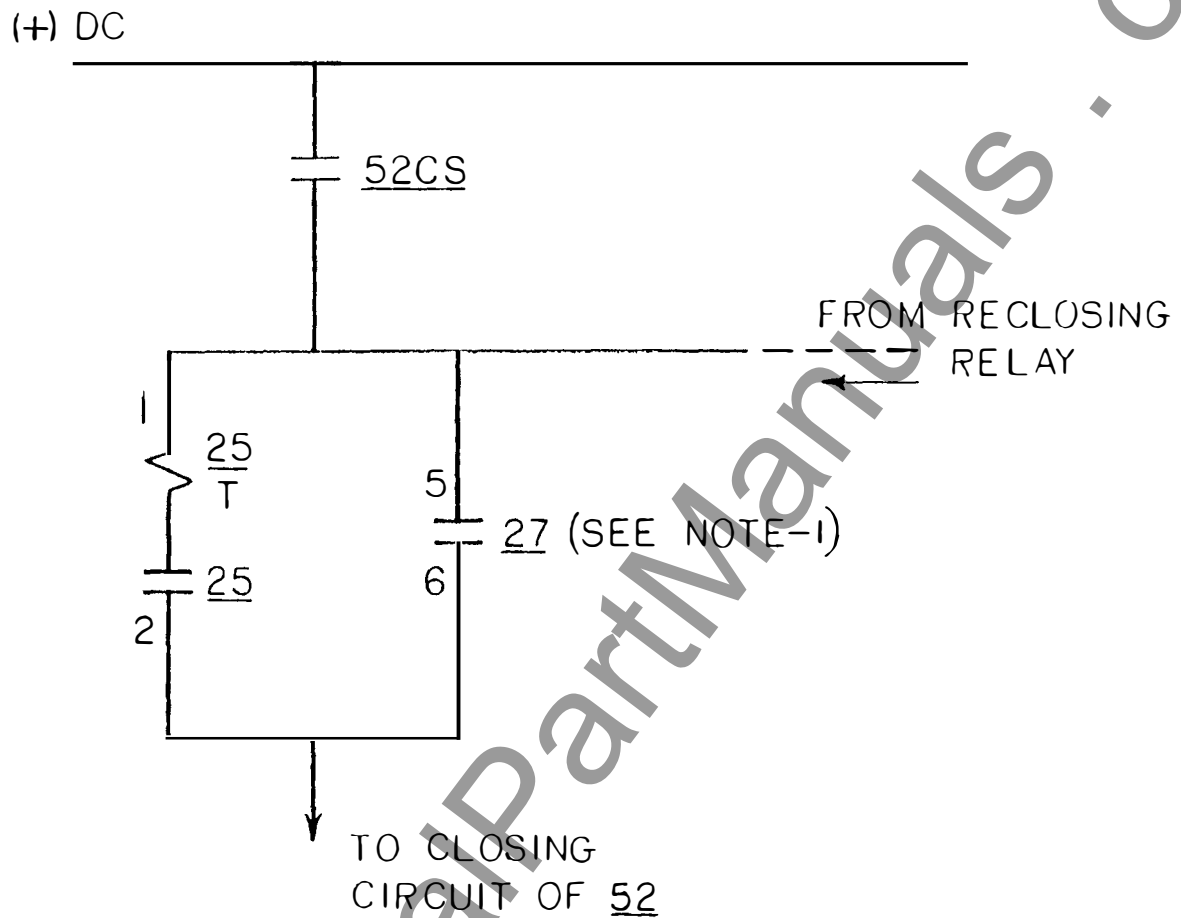 (+) DC
52CS
FROM RECLOSING
RELAY
1
25
T
5
27 (SEE NOTE-1)
25
6
2
TO CLOSING
CIRCUIT OF 52
alPartManuals . c